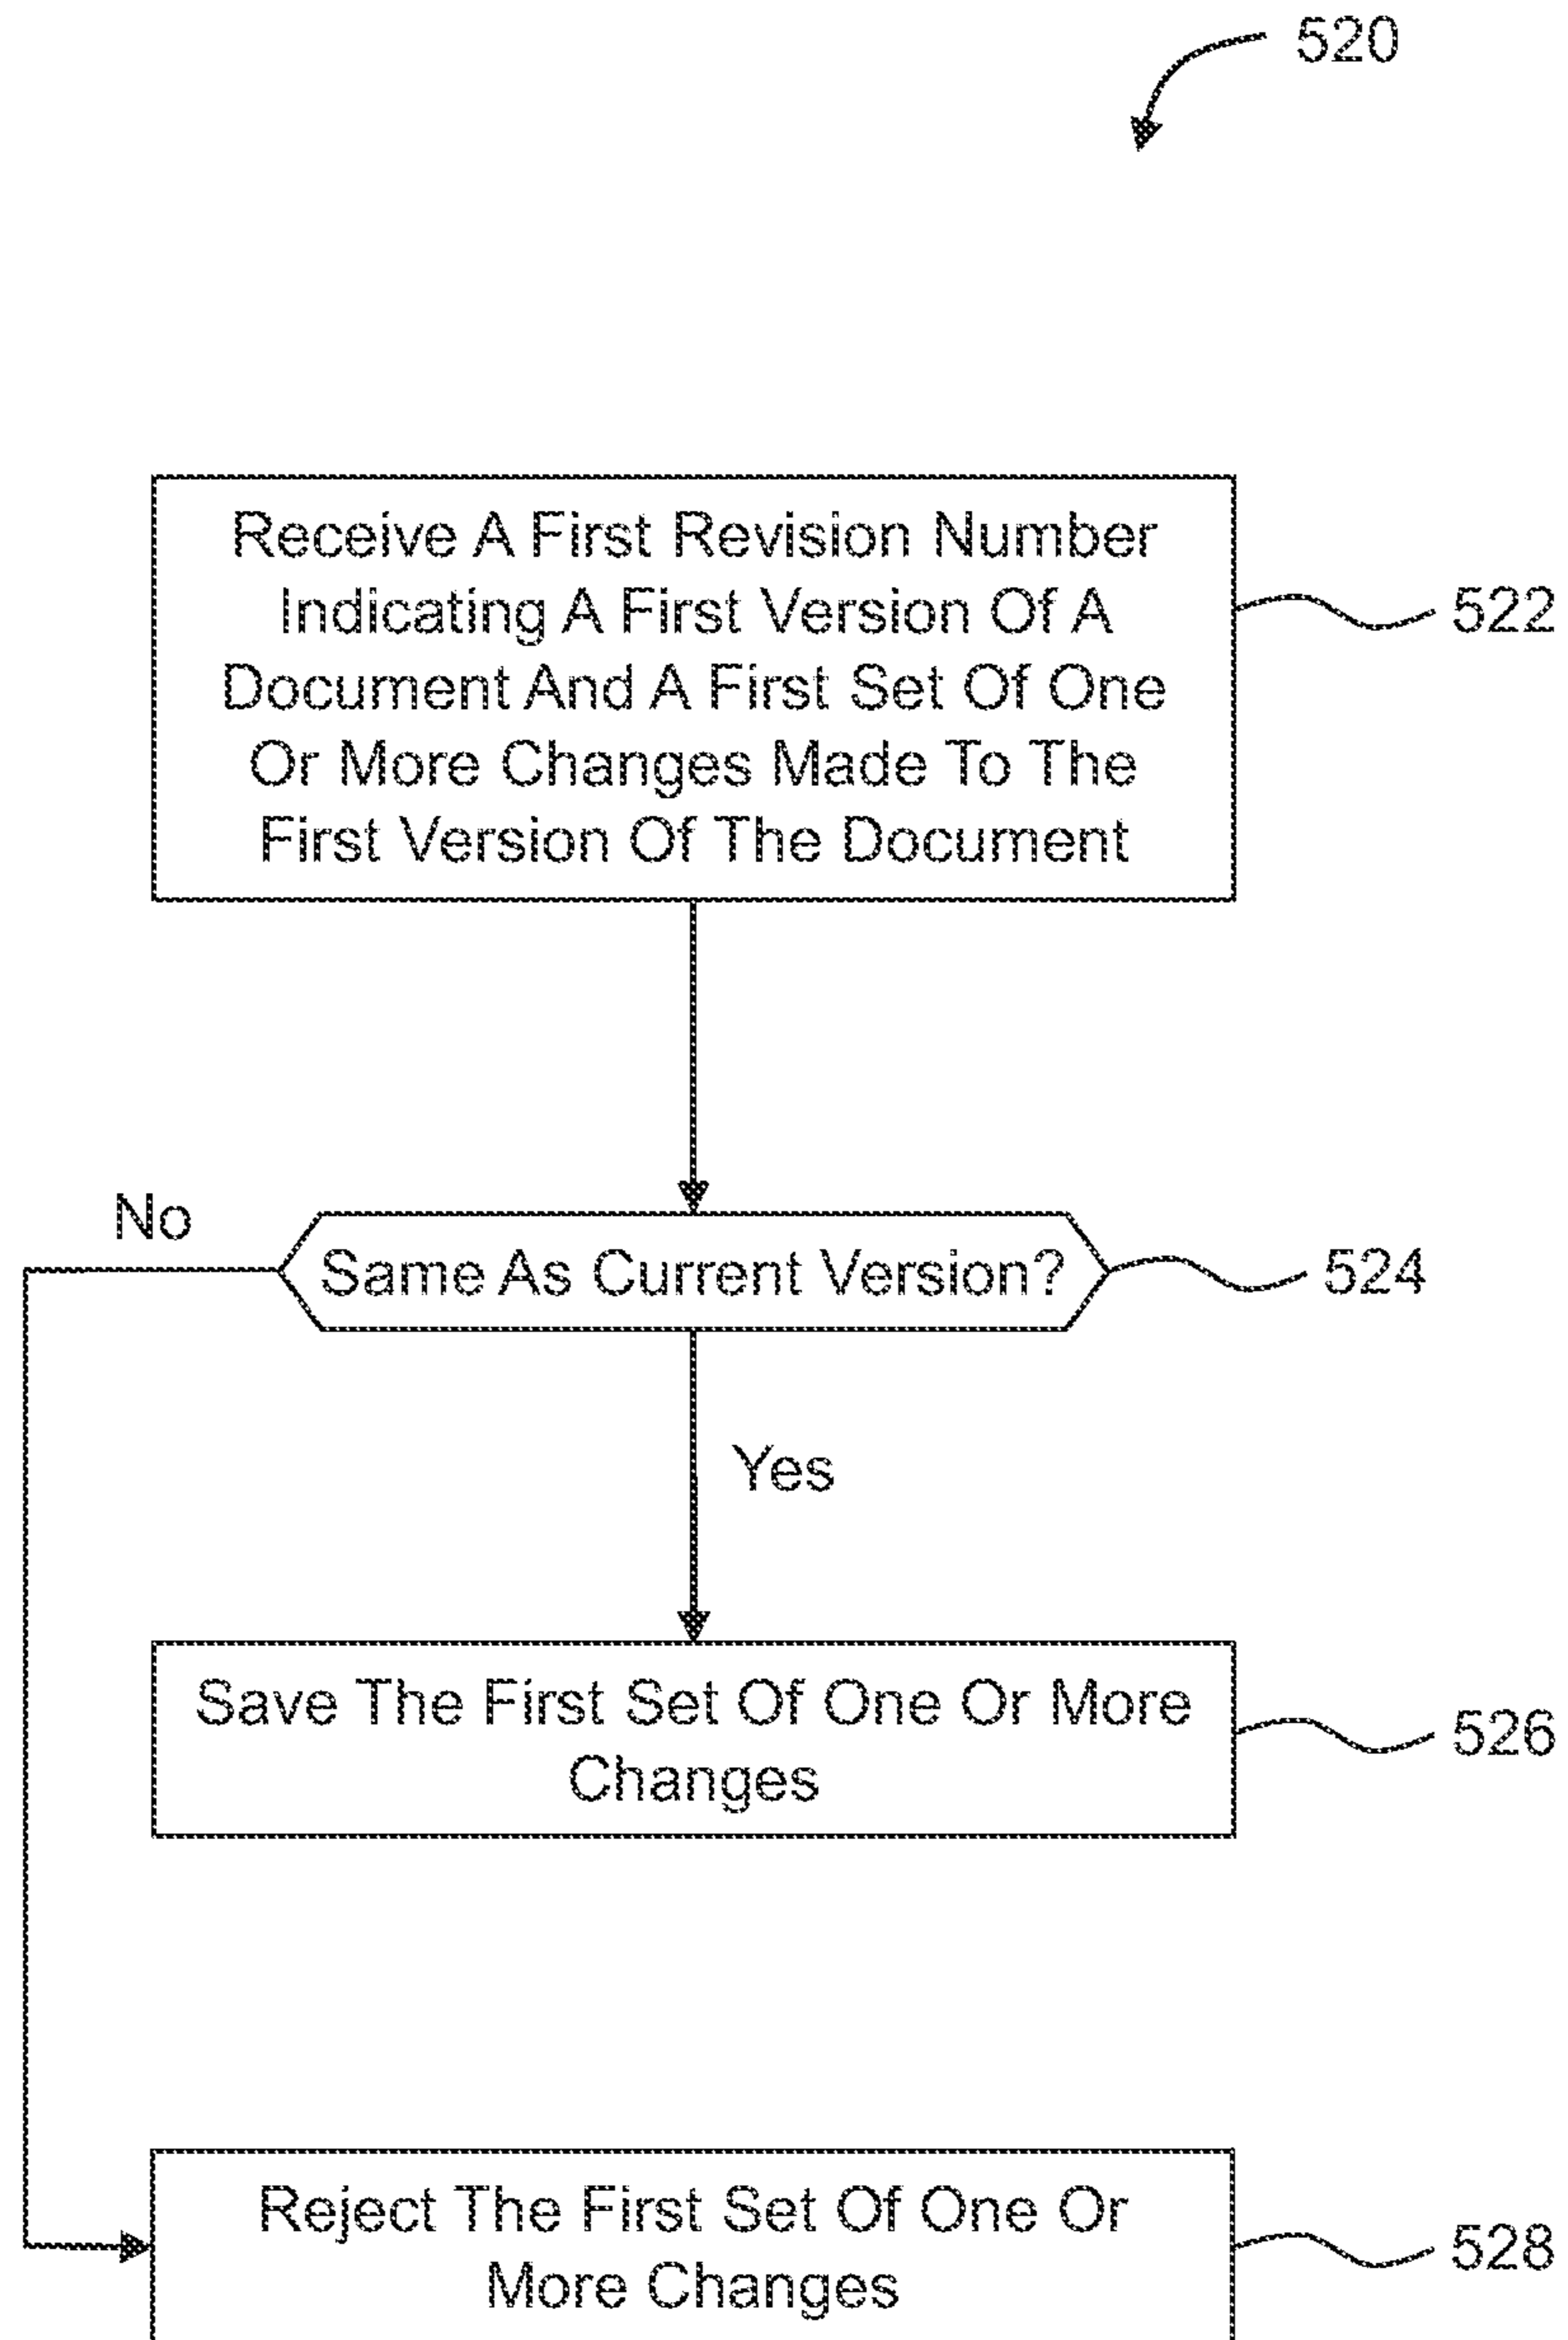 520
Receive A First Revision Number
Indicating A First Version Of A
Document And A First Set Of One
Or More Changes Made To The
First Version Of The Document
522
No
Same As Current Version?
524
Yes
Save The First Set Of One Or More
Changes
526
Reject The First Set Of One Or
More Changes
528